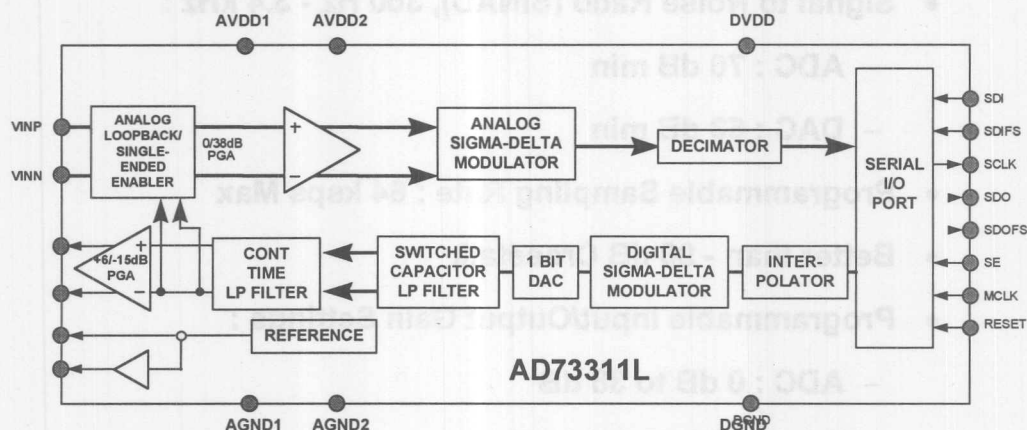 AVDD1 AVDD2 DVDD
VINP
VINN
ANALOG
LOOPBACK/
SINGLE-
ENDED
ENABLER
0/38dB
PGA
+
–
ANALOG
SIGMA-DELTA
MODULATOR
DECIMATOR
SERIAL
I/O
PORT
SDI
SDIFS
SCLK
SDO
SDOFS
SE
MCLK
RESET
+
+6/-15dB
PGA
–
CONT
TIME
LP FILTER
SWITCHED
CAPACITOR
LP FILTER
1 BIT
DAC
SIGMA-DELTA
MODULATOR
INTER-
POLATOR
REFERENCE
AD73311L
AGND1 AGND2 DGND